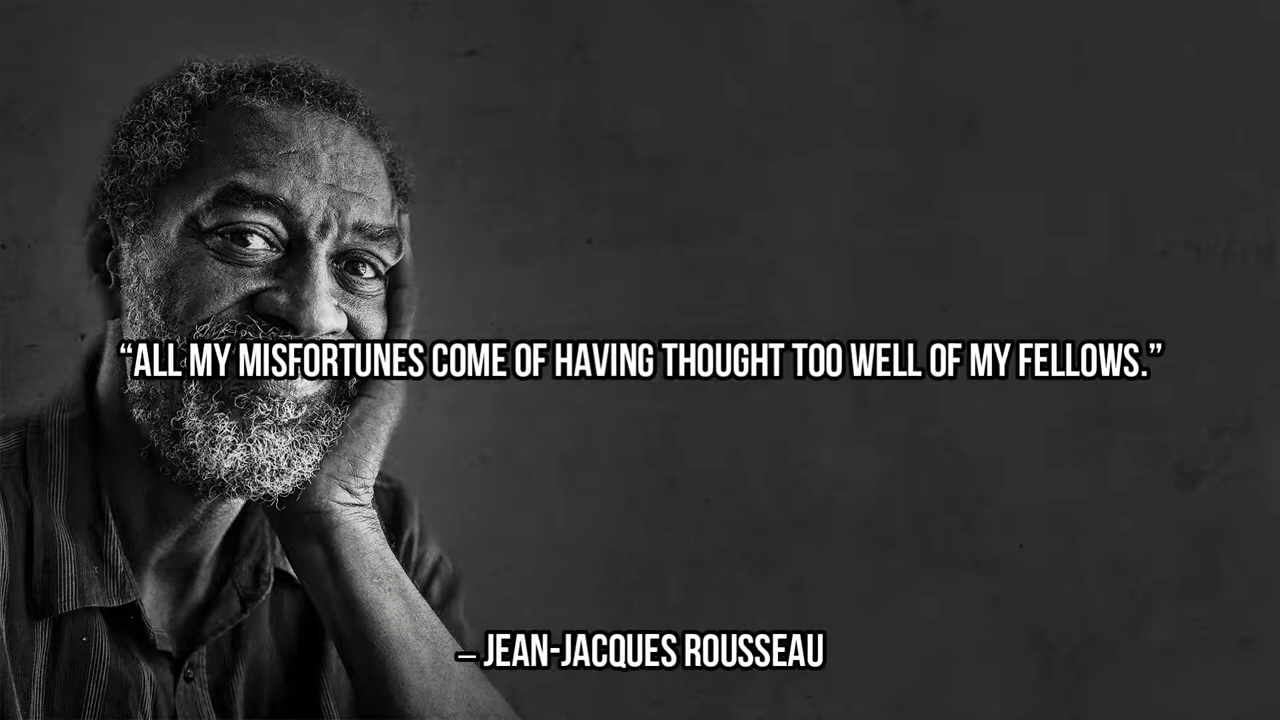 “ALL MY MISFORTUNES COME OF HAVING THOUGHT TOO WELL OF MY FELLOWS.”
– JEAN-JACQUES ROUSSEAU